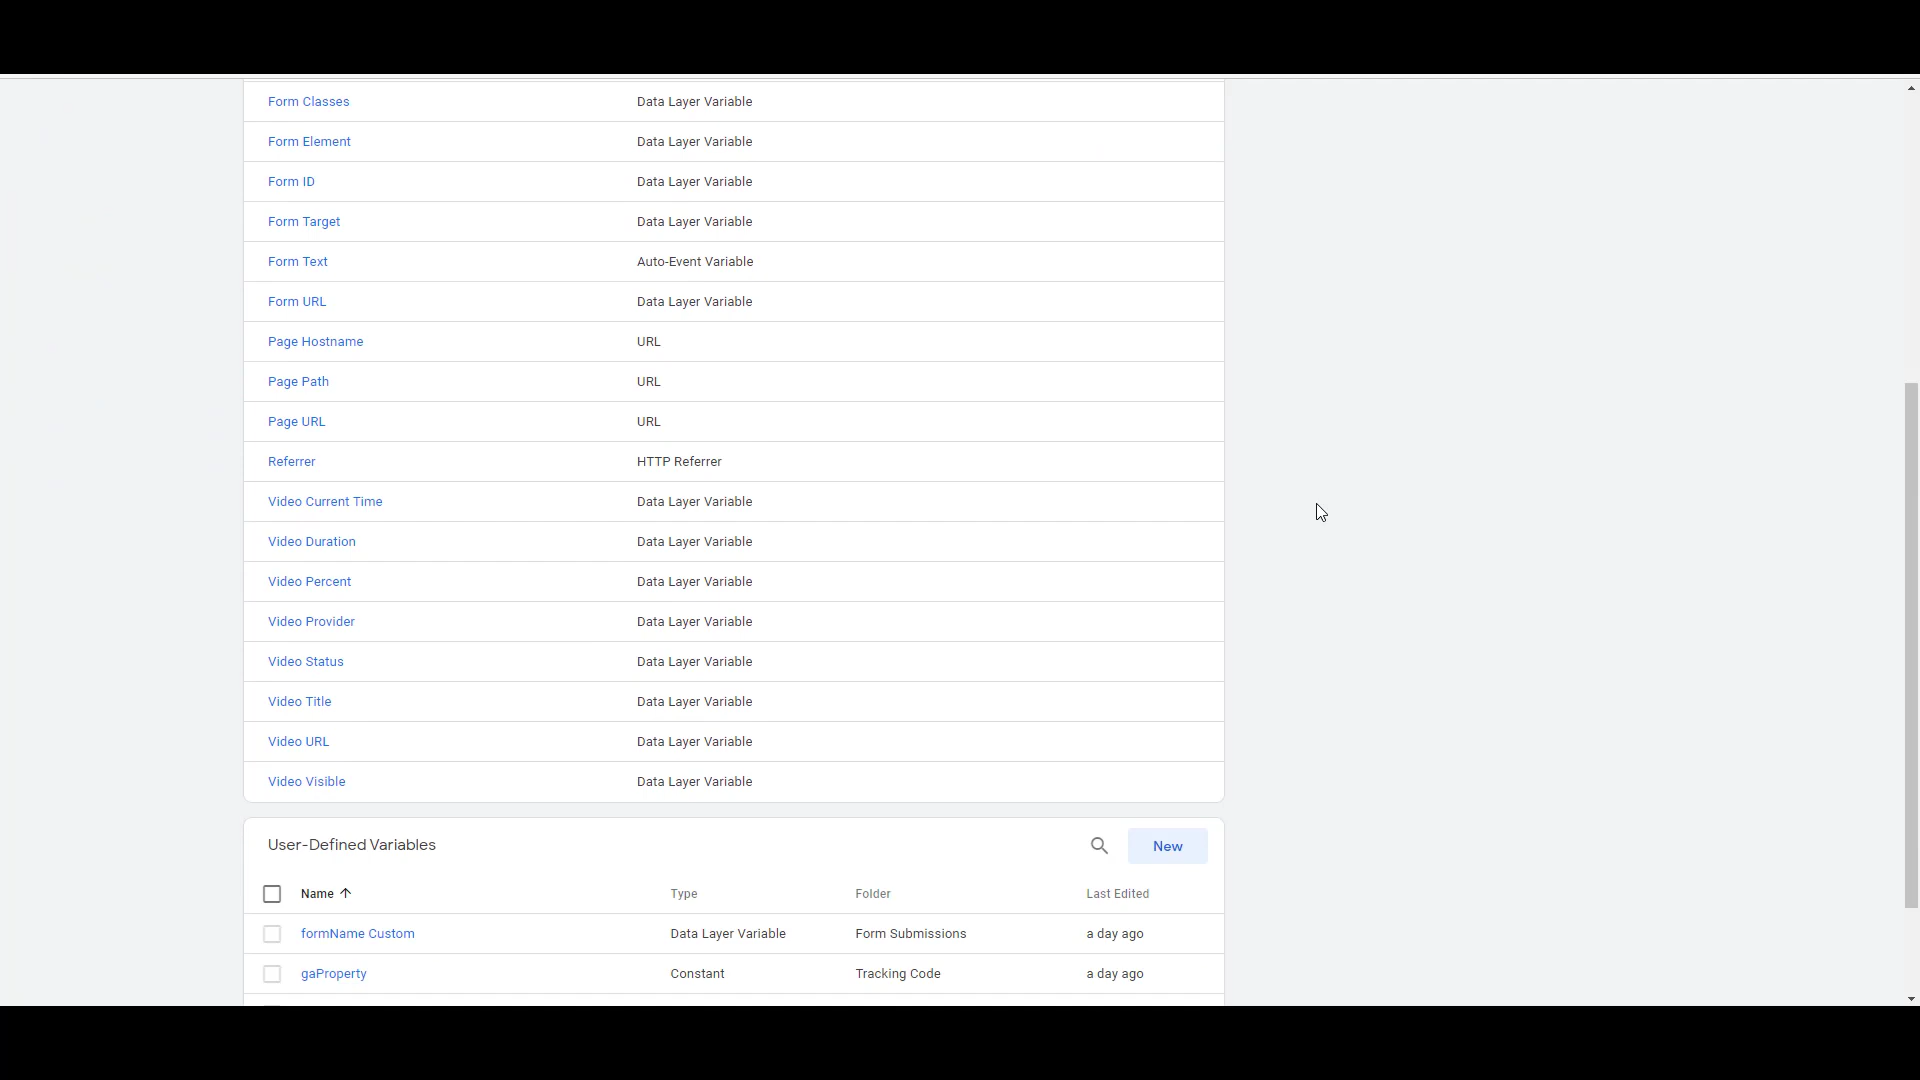 Form Classes Data Layer Variable
Form Element Data Layer Variable
Form ID Data Layer Variable
Form Target Data Layer Variable
Form Text Auto-Event Variable
Form URL Data Layer Variable
Page Hostname URL
Page Path URL
Page URL URL
Referrer HTTP Referrer
Video Current Time Data Layer Variable
Video Duration Data Layer Variable
Video Percent Data Layer Variable
Video Provider Data Layer Variable
Video Status Data Layer Variable
Video Title Data Layer Variable
Video URL Data Layer Variable
Video Visible Data Layer Variable
User-Defined Variables New
Name Type Folder Last Edited
formName Custom Data Layer Variable Form Submissions a day ago
gaProperty Constant Tracking Code a day ago